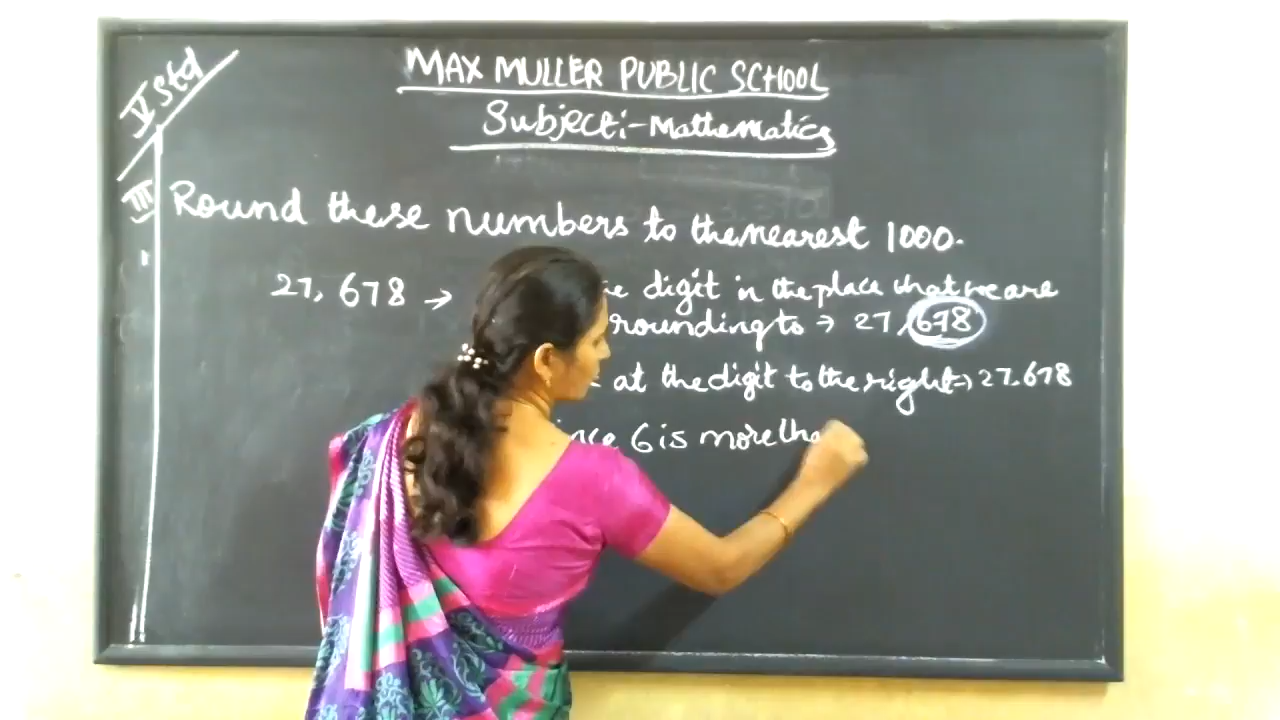 V Std
MAX MULLER PUBLIC SCHOOL
Subject:- Mathematics
III Round these numbers to the nearest 1000.
27,678 → digit in the place that we are
rounding to → 27,678
at the digit to the right → 27,678
6 is more